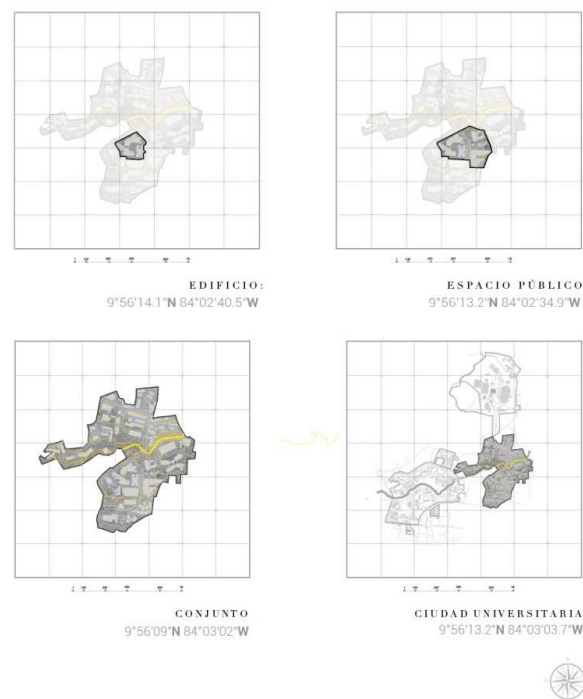 EDIFICIO:
9°56'14.1"N 84°02'40.5"W
ESPACIO PÚBLICO
9°56'13.2"N 84°02'34.9"W
CONJUNTO
9°56'09"N 84°03'02"W
CIUDAD UNIVERSITARIA
9°56'13.2"N 84°03'03.7"W